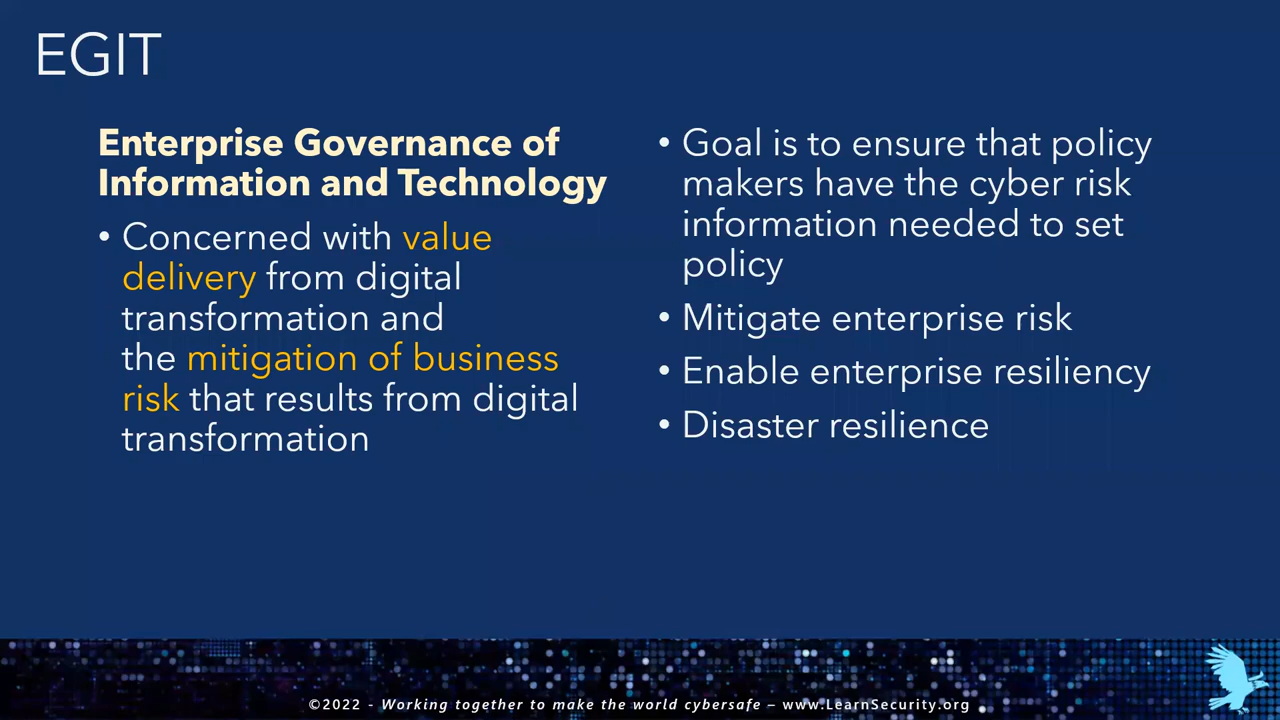 EGIT
Enterprise Governance of
Information and Technology
• Concerned with value
delivery from digital
transformation and
the mitigation of business
risk that results from digital
transformation
• Goal is to ensure that policy
makers have the cyber risk
information needed to set
policy
• Mitigate enterprise risk
• Enable enterprise resiliency
• Disaster resilience
©2022 - Working together to make the world cybersafe – www.LearnSecurity.org